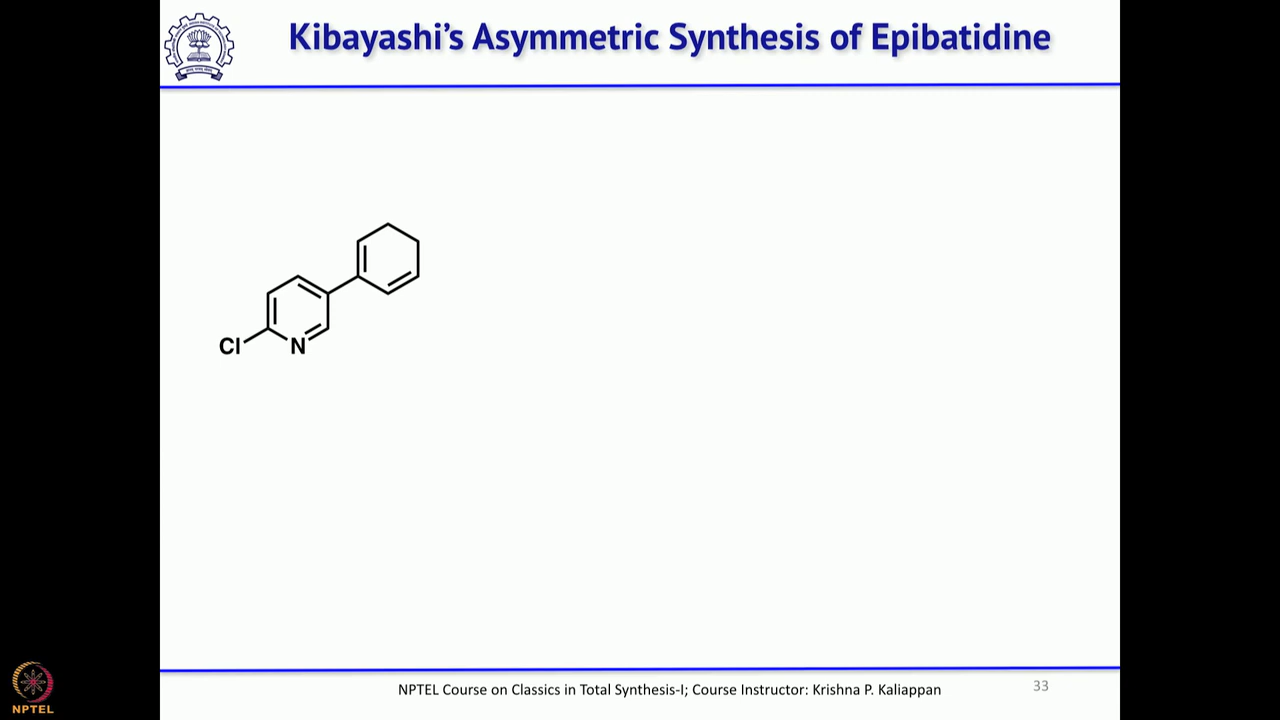 Kibayashi's Asymmetric Synthesis of Epibatidine
Cl
N
NPTEL Course on Classics in Total Synthesis-I; Course Instructor: Krishna P. Kaliappan
33
NPTEL